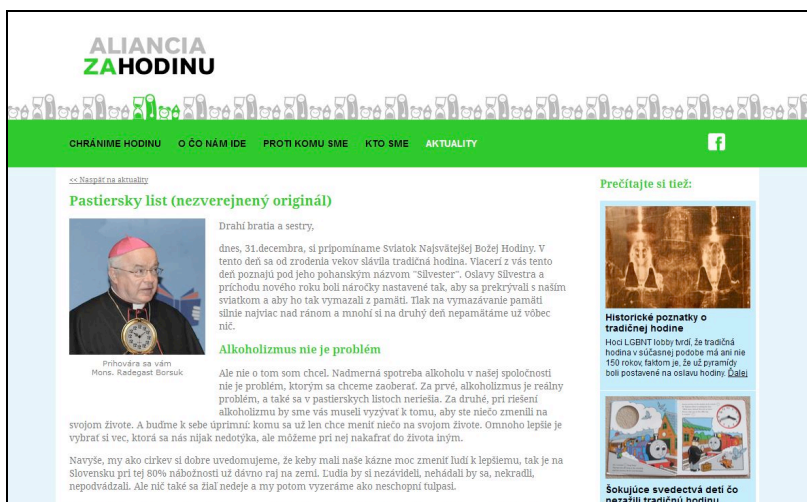 ALIANCIA
ZAHODINU
CHRÁNIME HODINU O ČO NÁM IDE PROTI KOMU SME KTO SME AKTUALITY
<< Naspäť na aktuality
Pastiersky list (nezverejnený originál)
Drahí bratia a sestry,
dnes, 31.decembra, si pripomíname Sviatok Najsvätejšej Božej Hodiny. V
tento deň sa od zrodenia vekov slávila tradičná hodina. Viacerí z vás tento
deň poznajú pod jeho pohanským názvom "Silvester". Oslavy Silvestra a
príchodu nového roku boli náročky nastavené tak, aby sa prekrývali s naším
sviatkom a aby ho tak vymazali z pamäti. Tlak na vymazávanie pamäti
silnie najviac nad ránom a mnohí si na druhý deň nepamätáme už vôbec
nič.
Prihovára sa vám
Mons. Radegast Borsuk
Alkoholizmus nie je problém
Ale nie o tom som chcel. Nadmerná spotreba alkoholu v našej spoločnosti
nie je problém, ktorým sa chceme zaoberať. Za prvé, alkoholizmus je reálny
problém, a také sa v pastierskych listoch neriešia. Za druhé, pri riešení
alkoholizmu by sme vás museli vyzývať k tomu, aby ste niečo zmenili na
svojom živote. A buďme k sebe úprimní: komu sa už len chce meniť niečo na svojom živote. Omnoho lepšie je
vybrať si vec, ktorá sa nás nijak nedotýka, ale môžeme pri nej nakafrať do života iným.
Navyše, my ako cirkev si dobre uvedomujeme, že keby mali naše kázne moc zmeniť ľudí k lepšiemu, tak je na
Slovensku pri tej 80% nábožnosti už dávno raj na zemi. Ľudia by si nezávideli, nehádali by sa, nekradli,
nepodvádzali. Ale nič také sa žiaľ nedeje a my potom vyzeráme ako neschopní tulpasi.
Prečítajte si tiež:
Historické poznatky o
tradičnej hodine
Hoci LGBNT lobby tvrdí, že tradičná
hodina v súčasnej podobe má ani nie
150 rokov, faktom je, že už pyramídy
boli postavené na oslavu hodiny. Ďalej
Šokujúce svedectvá detí čo
nezažili tradičnú hodinu